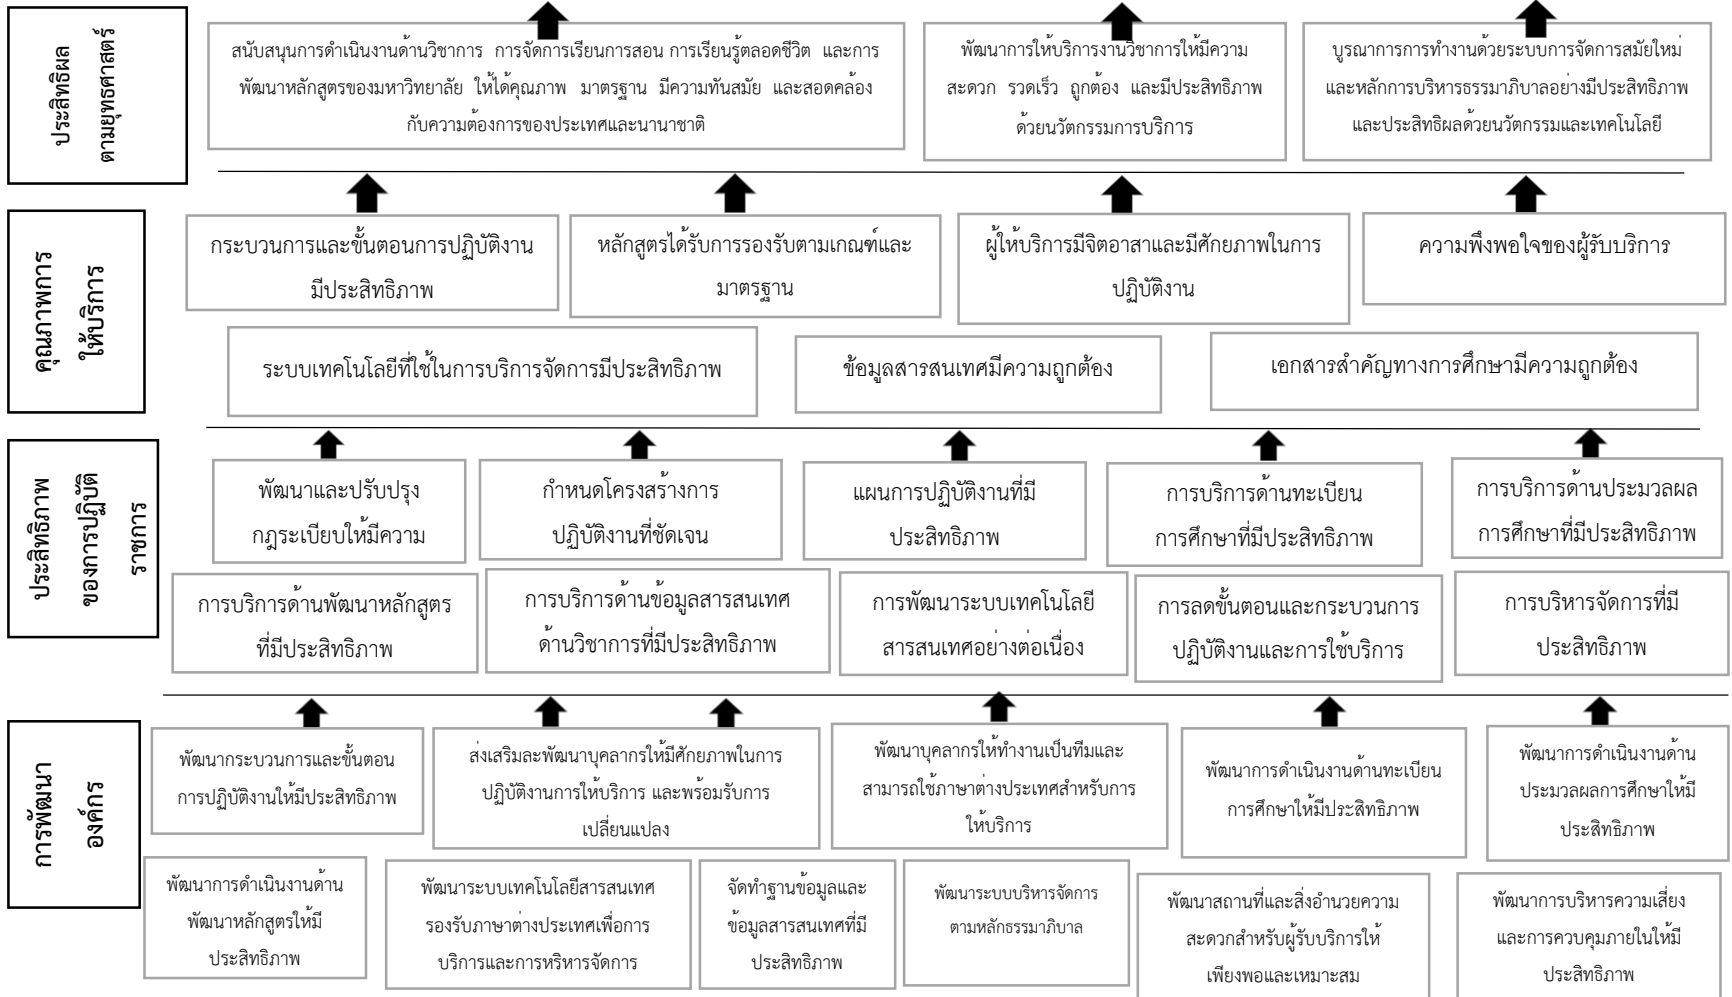 ประสิทธิผล
ตามยุทธศาสตร์
สนับสนุนการดำเนินงานด้านวิชาการ การจัดการเรียนการสอน การเรียนรู้ตลอดชีวิต และการ
พัฒนาหลักสูตรของมหาวิทยาลัย ให้ได้คุณภาพ มาตรฐาน มีความทันสมัย และสอดคล้อง
กับความต้องการของประเทศและนานาชาติ
พัฒนาการให้บริการงานวิชาการให้มีความ
สะดวก รวดเร็ว ถูกต้อง และมีประสิทธิภาพ
ด้วยนวัตกรรมการบริการ
บูรณาการการทำงานด้วยระบบการจัดการสมัยใหม่
และหลักการบริหารธรรมาภิบาลอย่างมีประสิทธิภาพ
และประสิทธิผลด้วยนวัตกรรมและเทคโนโลยี
คุณภาพการ
ให้บริการ
กระบวนการและขั้นตอนการปฏิบัติงาน
มีประสิทธิภาพ
หลักสูตรได้รับการรองรับตามเกณฑ์และ
มาตรฐาน
ผู้ให้บริการมีจิตอาสาและมีศักยภาพในการ
ปฏิบัติงาน
ความพึงพอใจของผู้รับบริการ
ระบบเทคโนโลยีที่ใช้ในการบริการจัดการมีประสิทธิภาพ
ข้อมูลสารสนเทศมีความถูกต้อง
เอกสารสำคัญทางการศึกษามีความถูกต้อง
ประสิทธิภาพ
ของการปฏิบัติ
ราชการ
พัฒนาและปรับปรุง
กฎระเบียบให้มีความ
กำหนดโครงสร้างการ
ปฏิบัติงานที่ชัดเจน
แผนการปฏิบัติงานที่มี
ประสิทธิภาพ
การบริการด้านทะเบียน
การศึกษาที่มีประสิทธิภาพ
การบริการด้านประมวลผล
การศึกษาที่มีประสิทธิภาพ
การบริการด้านพัฒนาหลักสูตร
ที่มีประสิทธิภาพ
การบริการด้านข้อมูลสารสนเทศ
ด้านวิชาการที่มีประสิทธิภาพ
การพัฒนาระบบเทคโนโลยี
สารสนเทศอย่างต่อเนื่อง
การลดขั้นตอนและกระบวนการ
ปฏิบัติงานและการใช้บริการ
การบริหารจัดการที่มี
ประสิทธิภาพ
การพัฒนา
องค์กร
พัฒนากระบวนการและขั้นตอน
การปฏิบัติงานให้มีประสิทธิภาพ
ส่งเสริมละพัฒนาบุคลากรให้มีศักยภาพในการ
ปฏิบัติงานการให้บริการ และพร้อมรับการ
เปลี่ยนแปลง
พัฒนาบุคลากรให้ทำงานเป็นทีมและ
สามารถใช้ภาษาต่างประเทศสำหรับการ
ให้บริการ
พัฒนาการดำเนินงานด้านทะเบียน
การศึกษาให้มีประสิทธิภาพ
พัฒนาการดำเนินงานด้าน
ประมวลผลการศึกษาให้มี
ประสิทธิภาพ
พัฒนาการดำเนินงานด้าน
พัฒนาหลักสูตรให้มี
ประสิทธิภาพ
พัฒนาระบบเทคโนโลยีสารสนเทศ
รองรับภาษาต่างประเทศเพื่อการ
บริการและการหริหารจัดการ
จัดทำฐานข้อมูลและ
ข้อมูลสารสนเทศที่มี
ประสิทธิภาพ
พัฒนาระบบบริหารจัดการ
ตามหลักธรรมาภิบาล
พัฒนาสถานที่และสิ่งอำนวยความ
สะดวกสำหรับผู้รับบริการให้
เพียงพอและเหมาะสม
พัฒนาการบริหารความเสี่ยง
และการควบคุมภายในให้มี
ประสิทธิภาพ